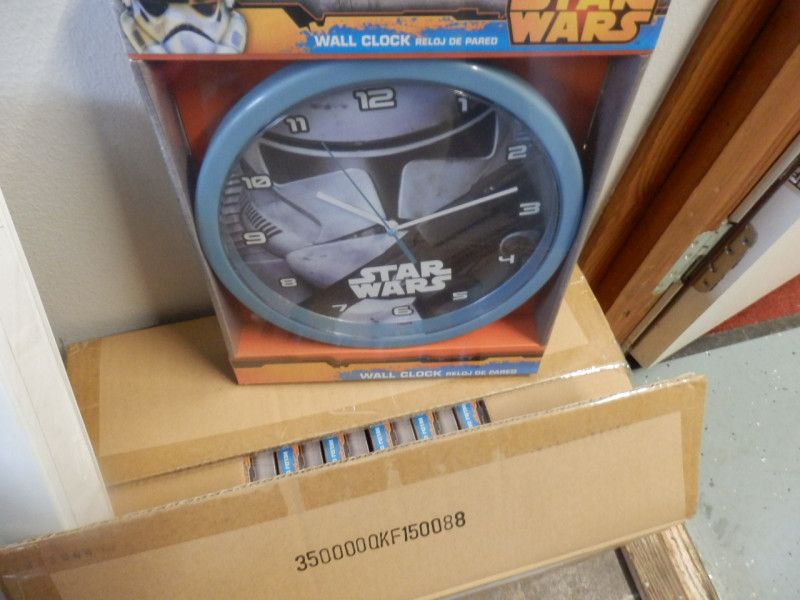 STAR
WARS
WALL CLOCK RELOJ DE PARED
12
11
1
10
2
9
3
8
4
7
6
5
STAR
WARS
WALL CLOCK RELOJ DE PARED
350000QKF150088